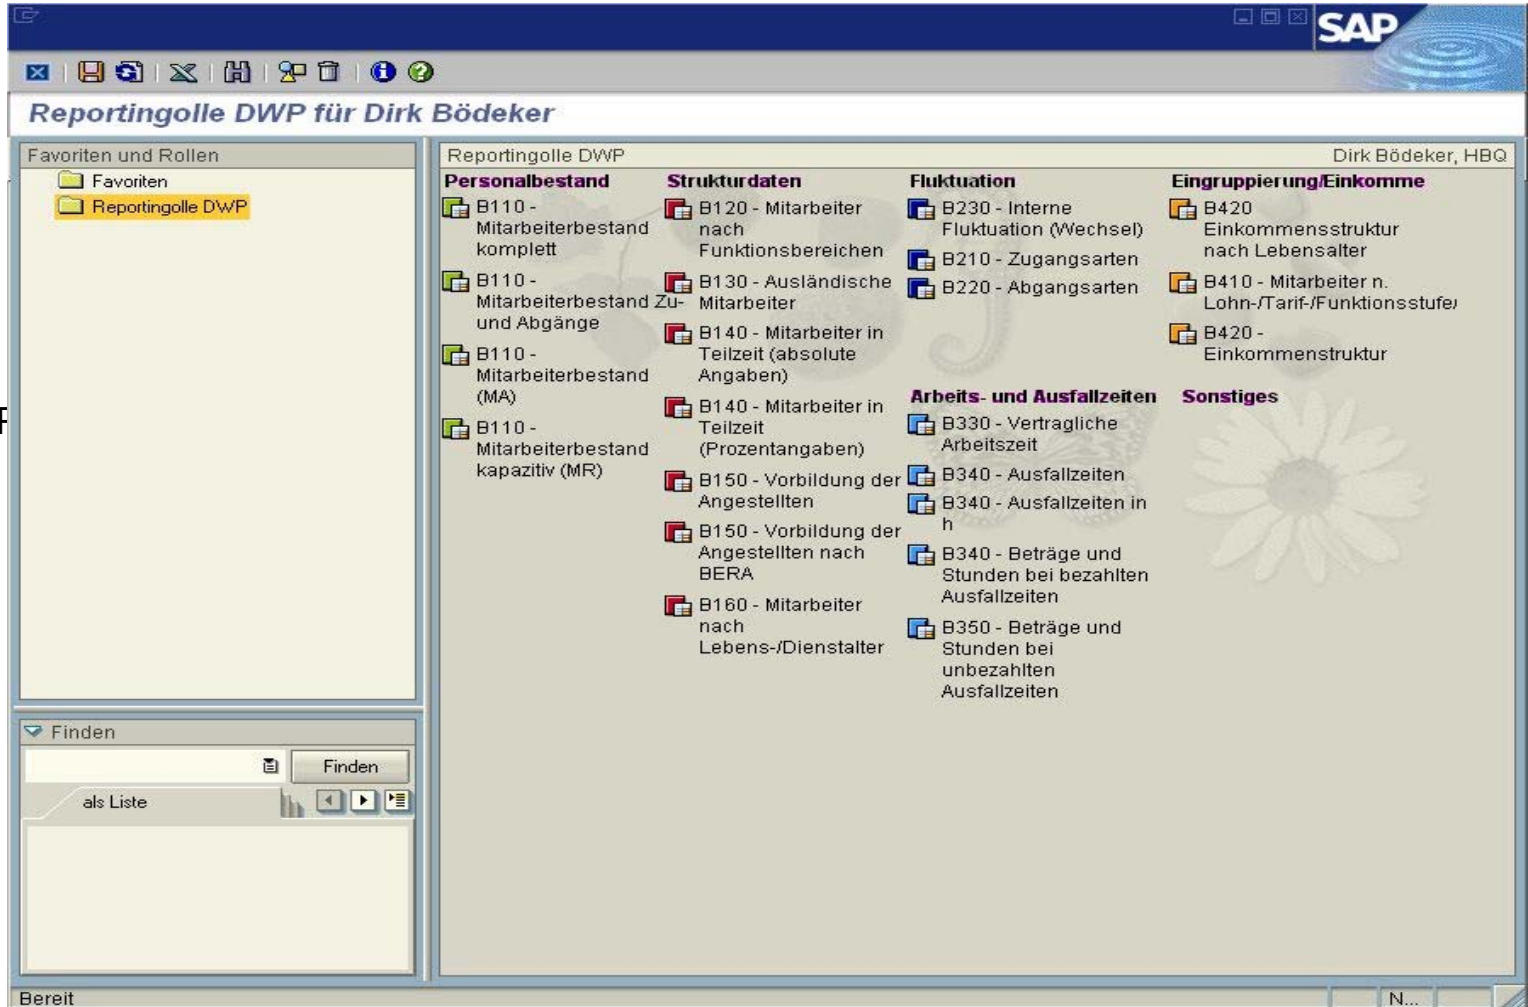 SAP
Reportingolle DWP für Dirk Bödeker
Favoriten und Rollen
Favoriten
Reportingolle DWP
F
Finden
Finden
als Liste
Reportingolle DWP
Dirk Bödeker, HBQ
Personalbestand
B110 -
Mitarbeiterbestand
komplett
B110 -
Mitarbeiterbestand Zu-
und Abgänge
B110 -
Mitarbeiterbestand
(MA)
B110 -
Mitarbeiterbestand
kapazitiv (MR)
Strukturdaten
B120 - Mitarbeiter
nach
Funktionsbereichen
B130 - Ausländische
Mitarbeiter
B140 - Mitarbeiter in
Teilzeit (absolute
Angaben)
B140 - Mitarbeiter in
Teilzeit
(Prozentangaben)
B150 - Vorbildung der
Angestellten
B150 - Vorbildung der
Angestellten nach
BERA
B160 - Mitarbeiter
nach
Lebens-/Dienstalter
Fluktuation
B230 - Interne
Fluktuation (Wechsel)
B210 - Zugangsarten
B220 - Abgangsarten
Arbeits- und Ausfallzeiten
B330 - Vertragliche
Arbeitszeit
B340 - Ausfallzeiten
B340 - Ausfallzeiten in
h
B340 - Beträge und
Stunden bei bezahlten
Ausfallzeiten
B350 - Beträge und
Stunden bei
unbezahlten
Ausfallzeiten
Eingruppierung/Einkomme
B420
Einkommensstruktur
nach Lebensalter
B410 - Mitarbeiter n.
Lohn-/Tarif-/Funktionsstufe
B420 -
Einkommenstruktur
Sonstiges
Bereit
N...